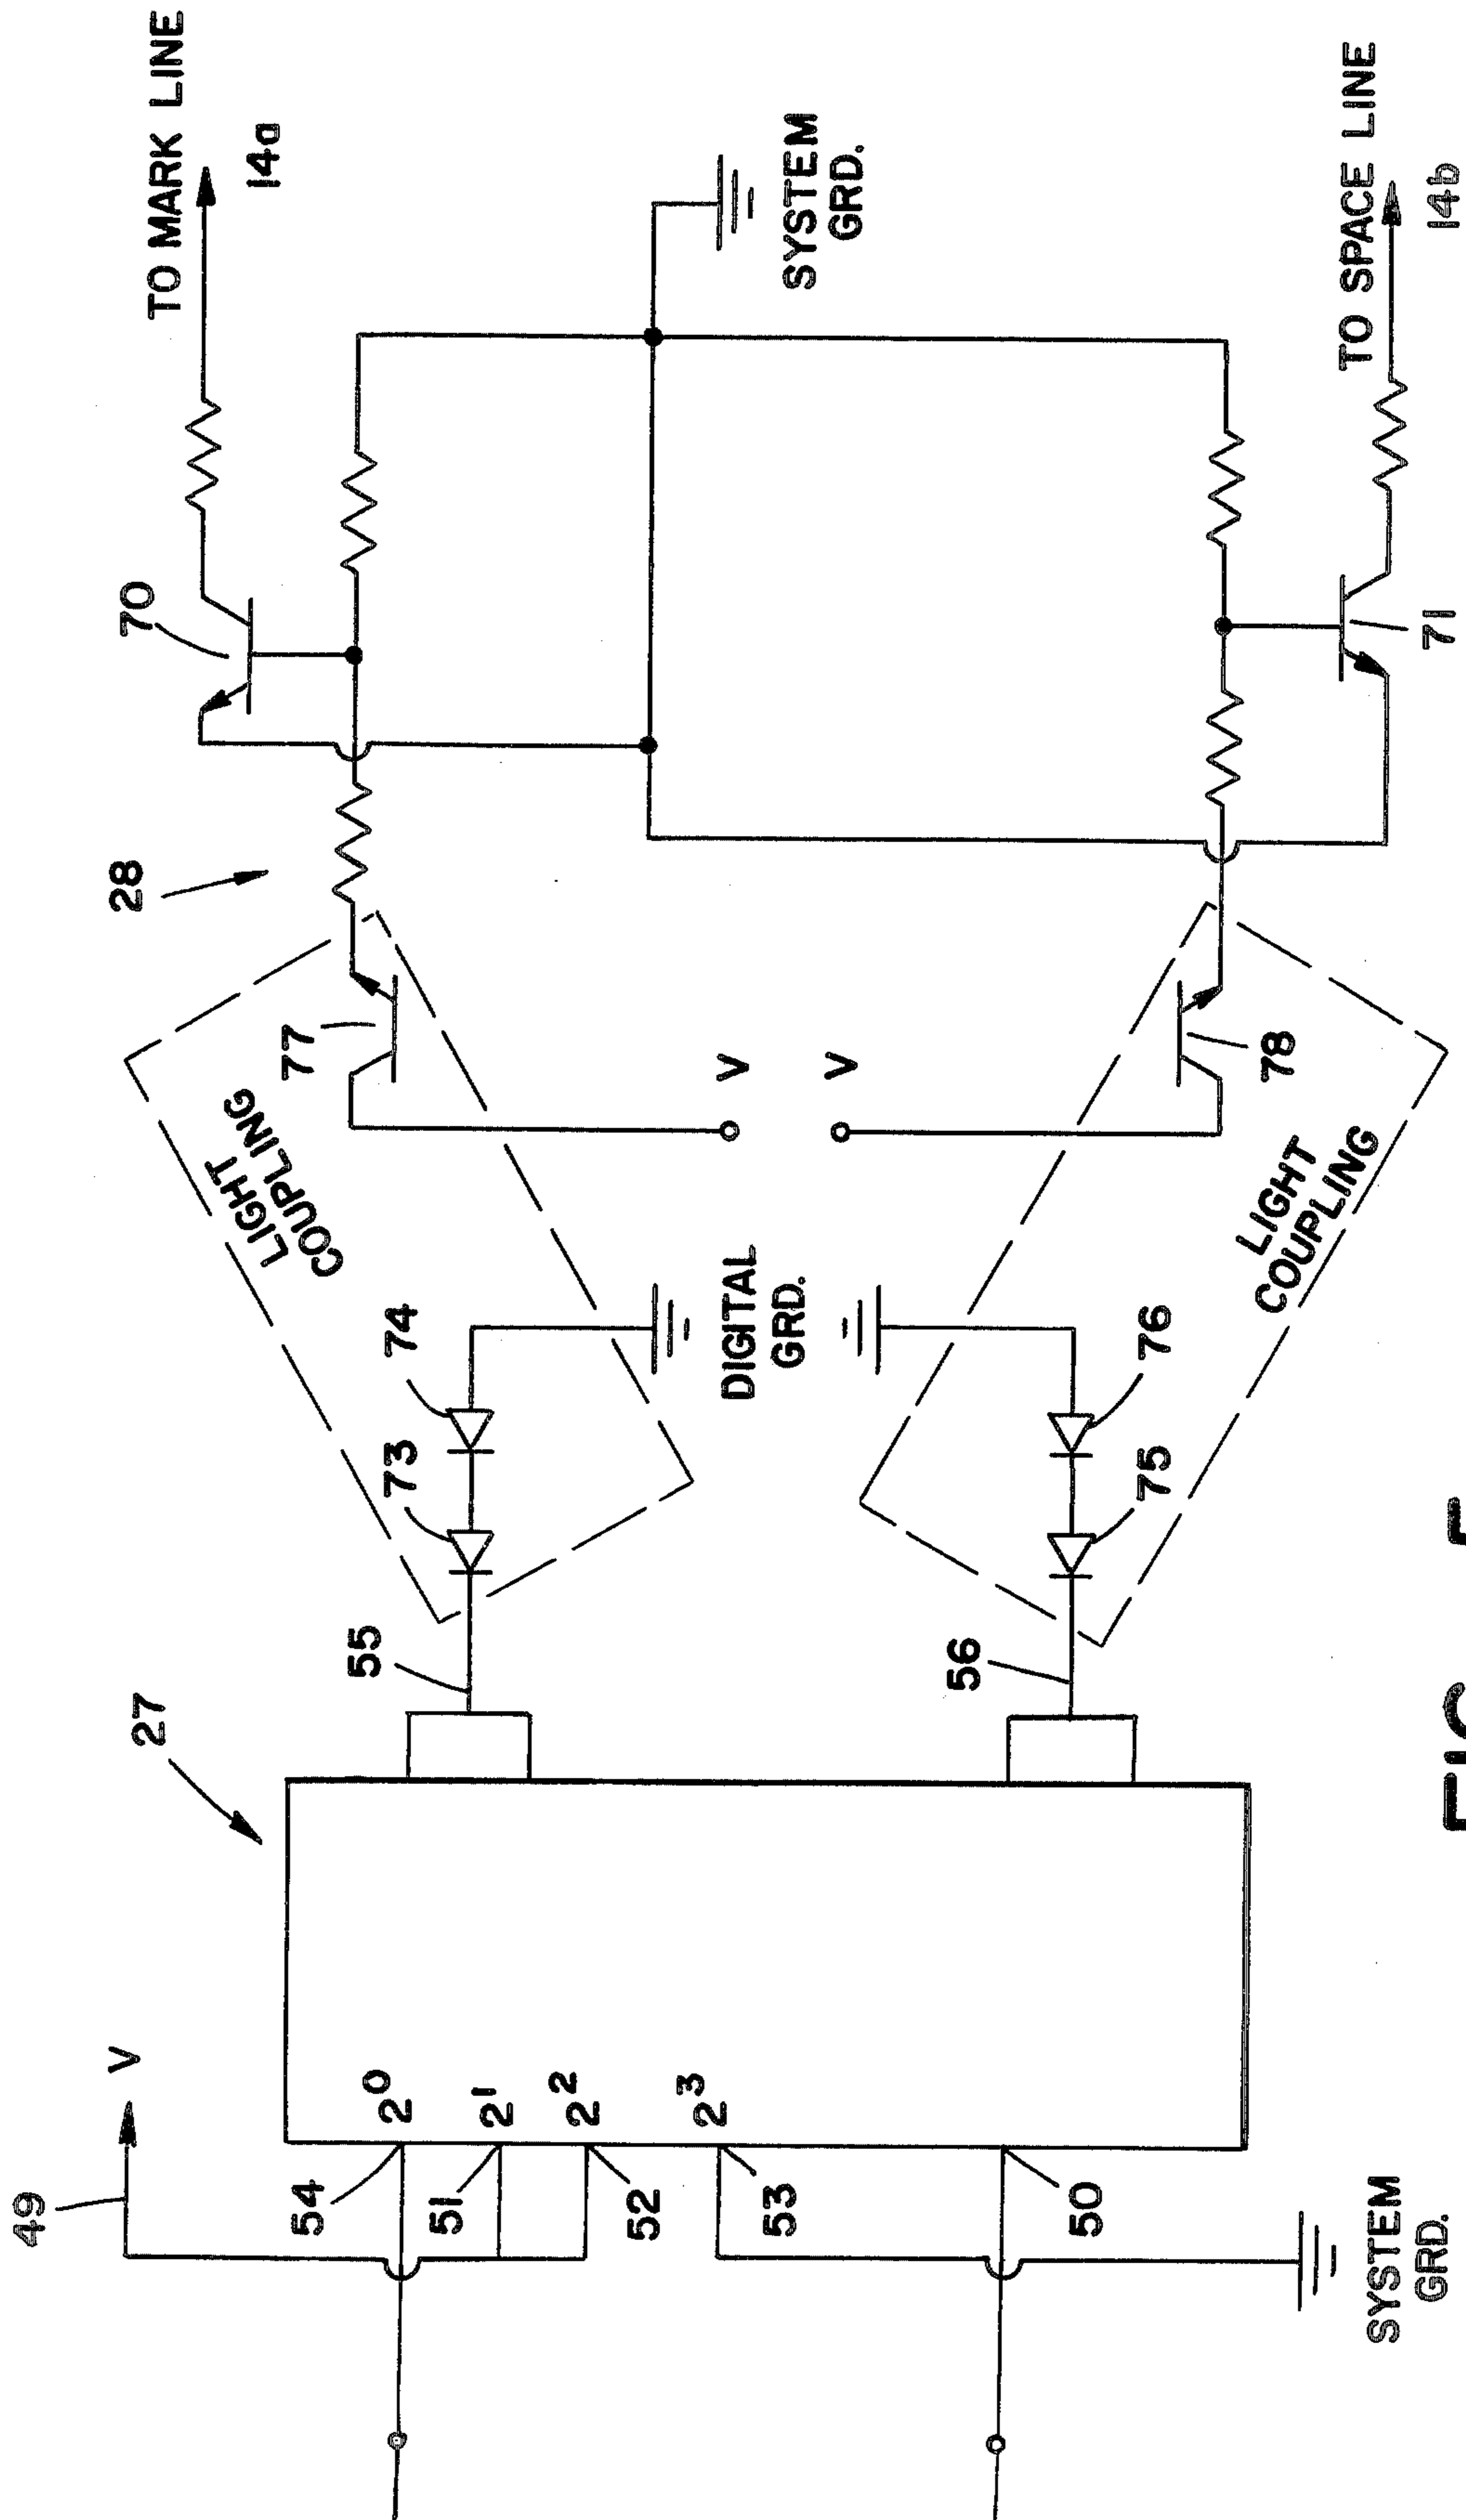 49
V
27
54
2⁰
51
2¹
52
2²
53
2³
50
SYSTEM
GRD.
55
56
73
74
75
76
DIGITAL
GRD.
LIGHT
COUPLING
LIGHT
COUPLING
77
78
V
V
28
70
71
SYSTEM
GRD.
TO MARK LINE
14a
TO SPACE LINE
14b